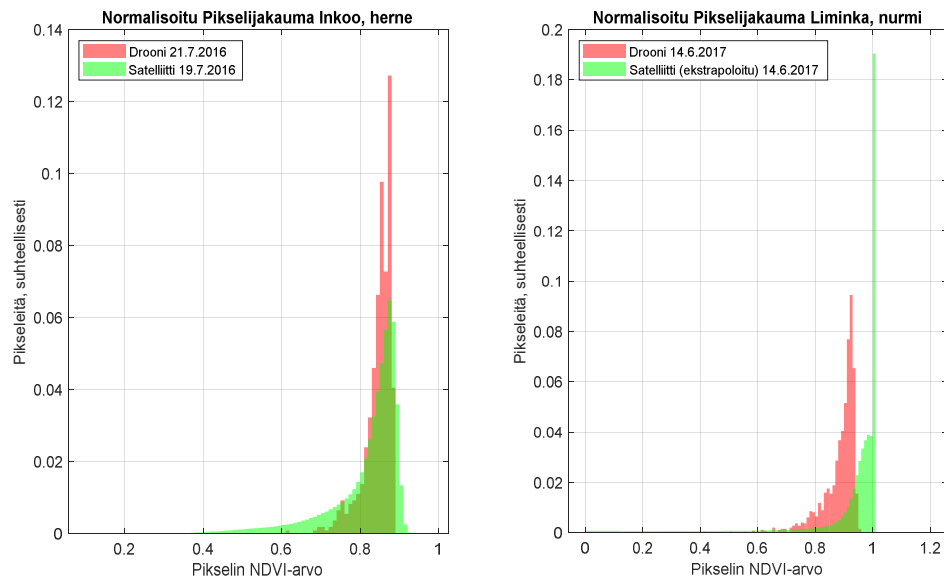 Normalisoitu Pikselijakauma Inkoo, herne
0.14
0.12
0.1
0.08
0.06
0.04
0.02
0
Pikseleitä, suhteellisesti
Drooni 21.7.2016
Satelliitti 19.7.2016
0.2 0.4 0.6 0.8 1
Pikselin NDVI-arvo
Normalisoitu Pikselijakauma Liminka, nurmi
0.2
0.18
0.16
0.14
0.12
0.1
0.08
0.06
0.04
0.02
0
Pikseleitä, suhteellisesti
Drooni 14.6.2017
Satelliitti (ekstrapoloitu) 14.6.2017
0 0.2 0.4 0.6 0.8 1 1.2
Pikselin NDVI-arvo